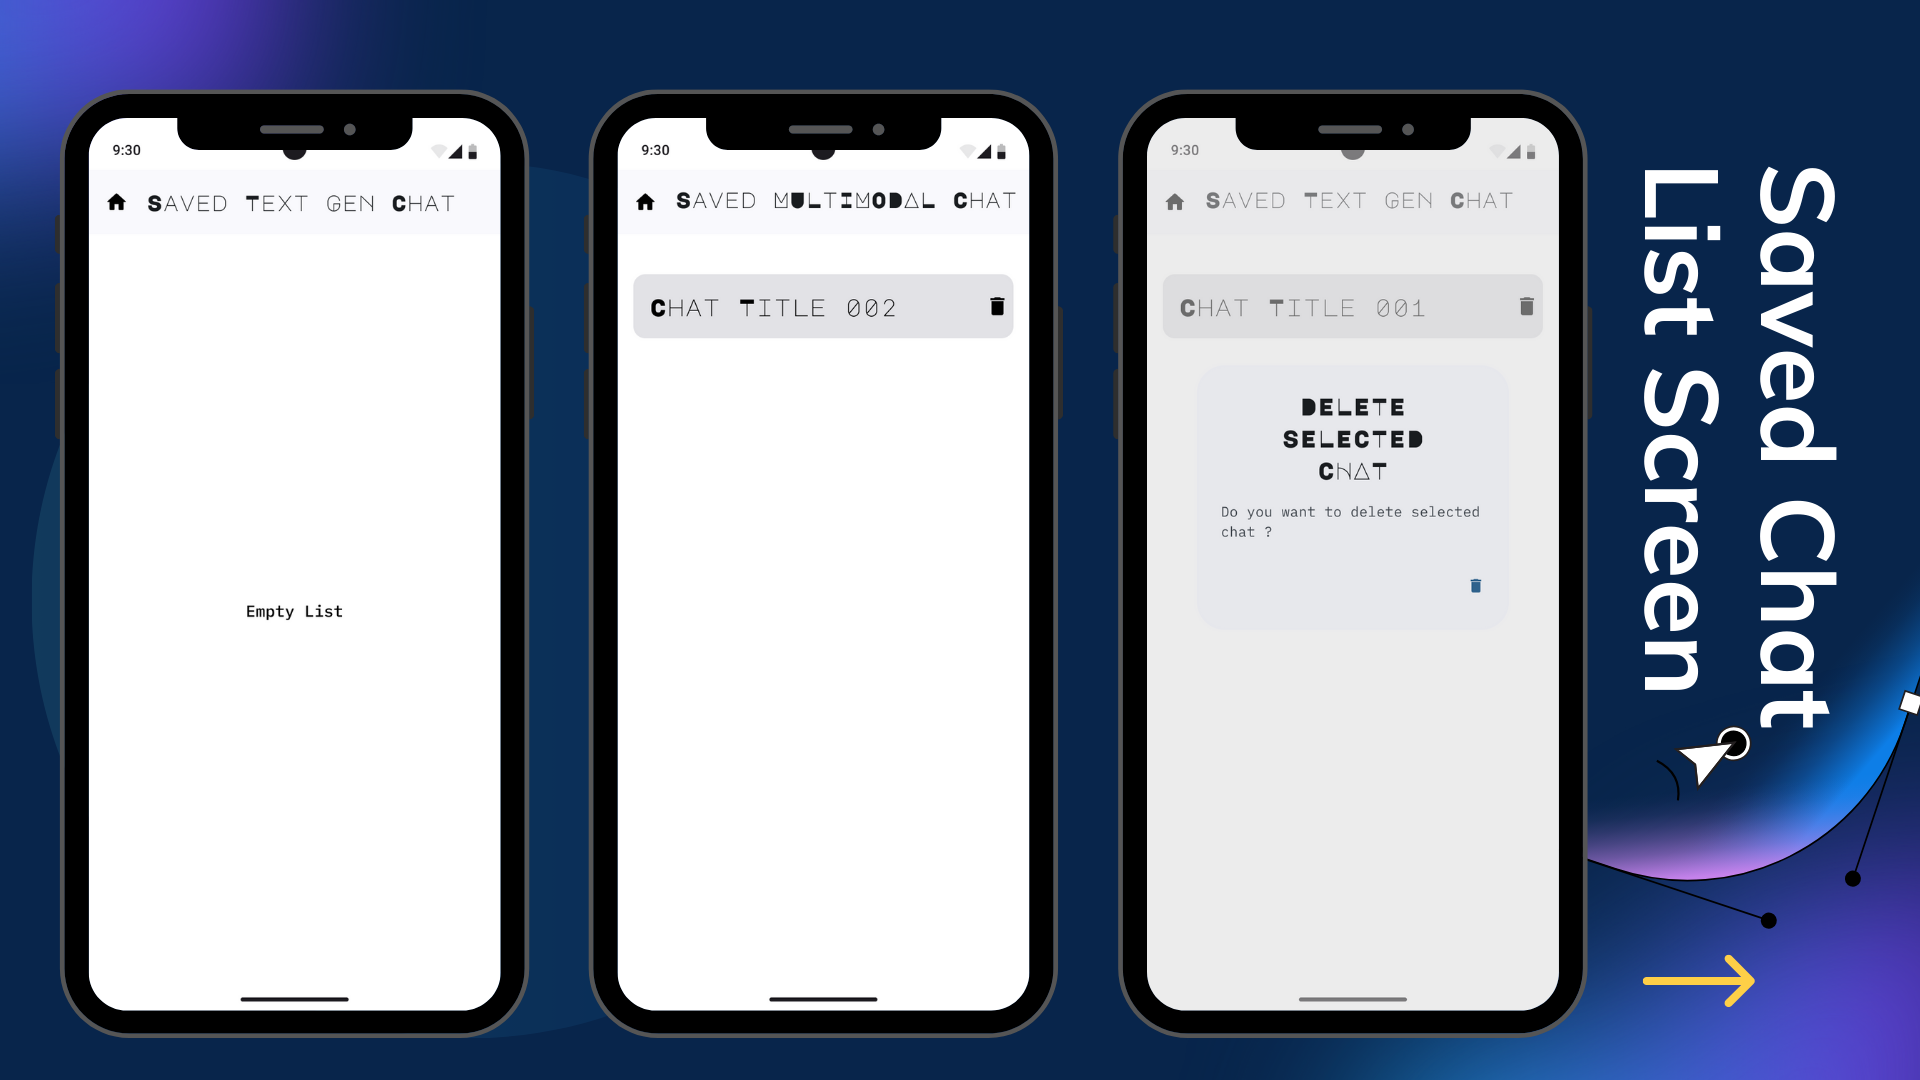 9:30
Saved Text Gen Chat
Empty List
9:30
Saved Multimodal Chat
Chat Title 002
9:30
Saved Text Gen Chat
Chat Title 001
Delete
Selected
Chat
Do you want to delete selected
chat ?
Saved Chat
List Screen